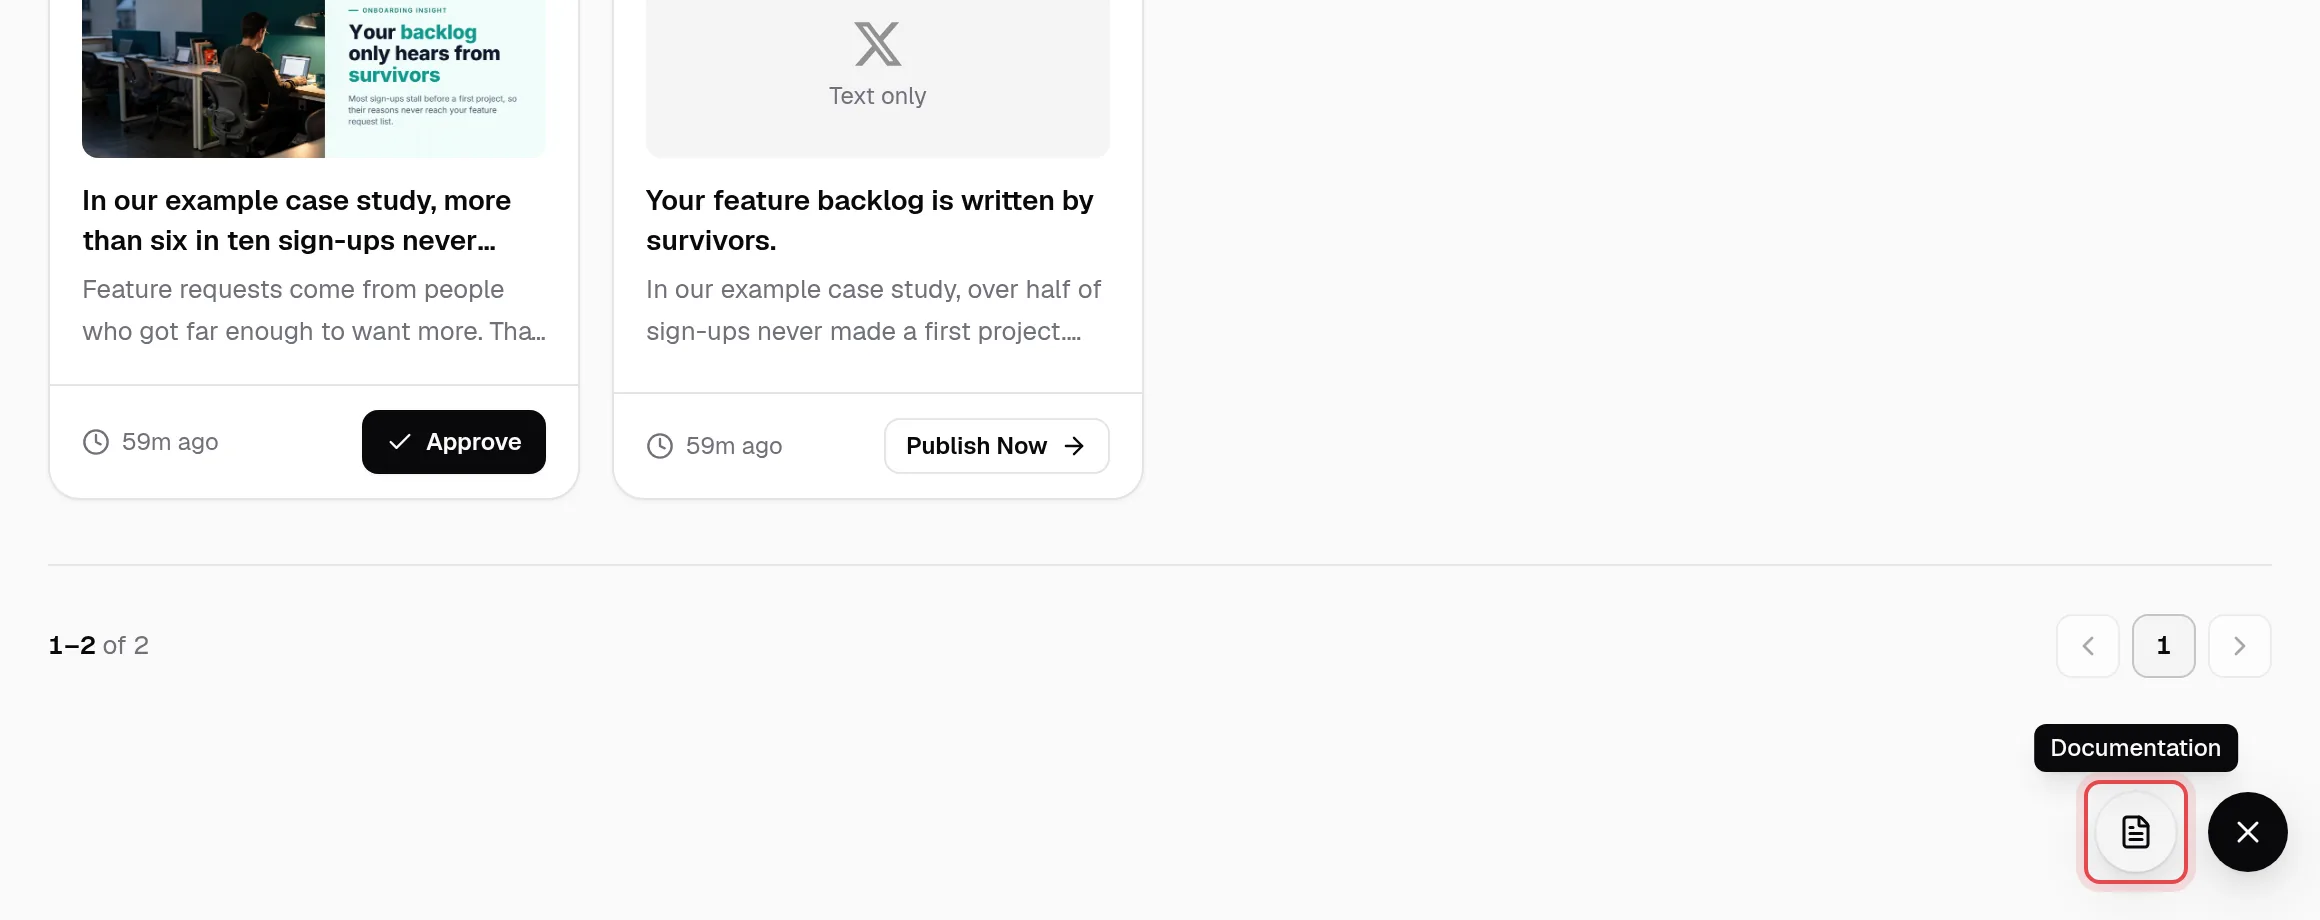 ONBOARDING INSIGHT
Your backlog
only hears from
survivors
Most sign-ups stall before a first project, so
their reasons never reach your feature
request list.
In our example case study, more
than six in ten sign-ups never…
Feature requests come from people
who got far enough to want more. Tha…
59m ago
Approve
Text only
Your feature backlog is written by
survivors.
In our example case study, over half of
sign-ups never made a first project.…
59m ago
Publish Now
1–2 of 2
1
Documentation